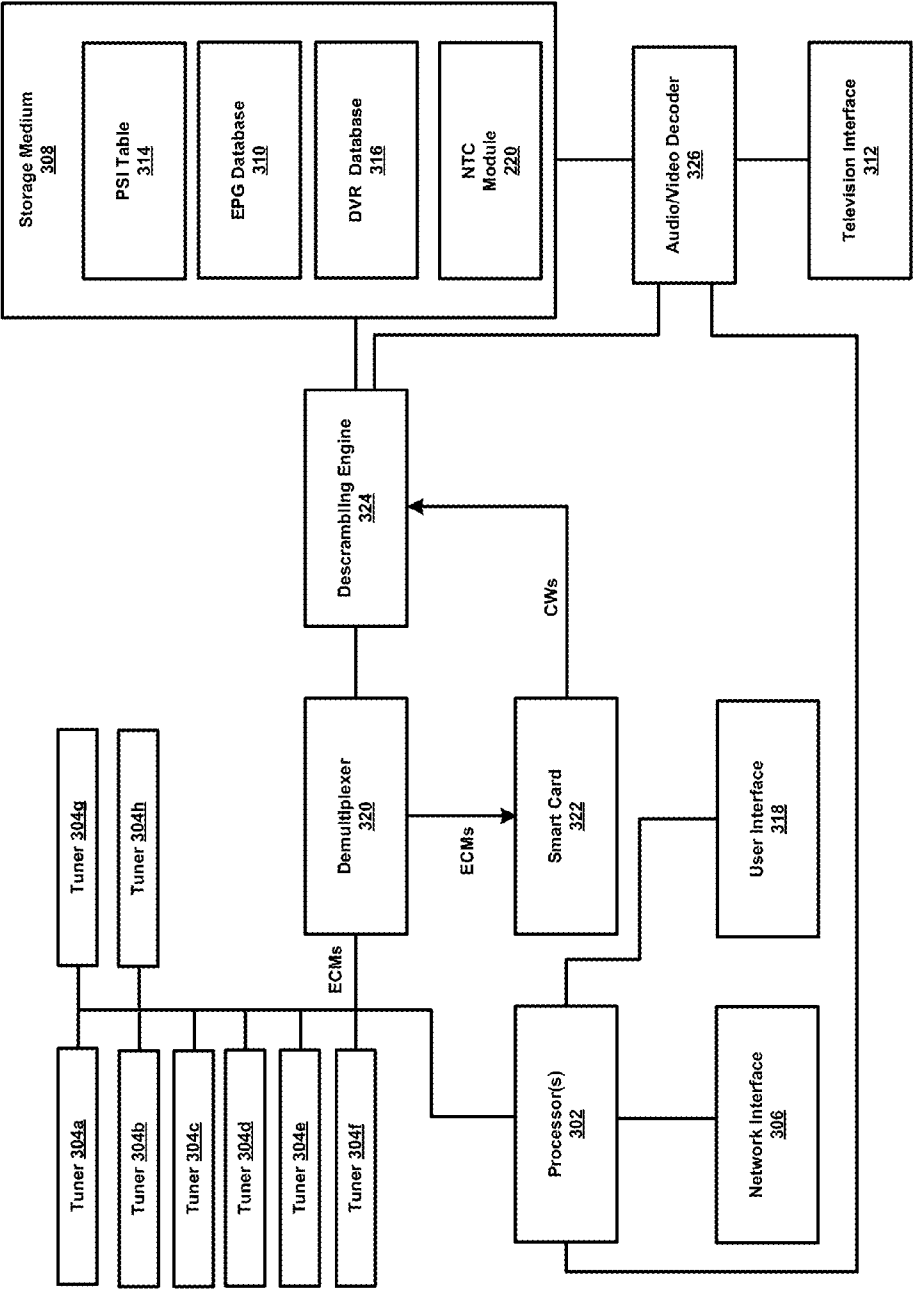 Tuner 304a
Tuner 304b
Tuner 304c
Tuner 304d
Tuner 304e
Tuner 304f
Tuner 304g
Tuner 304h
ECMs
Demultiplexer
320
ECMs
Smart Card
322
CWs
Descrambling Engine
324
Storage Medium
308
PSI Table
314
EPG Database
310
DVR Database
316
NTC
Module
220
Processor(s)
302
Network Interface
306
User Interface
318
Audio/Video Decoder
326
Television Interface
312